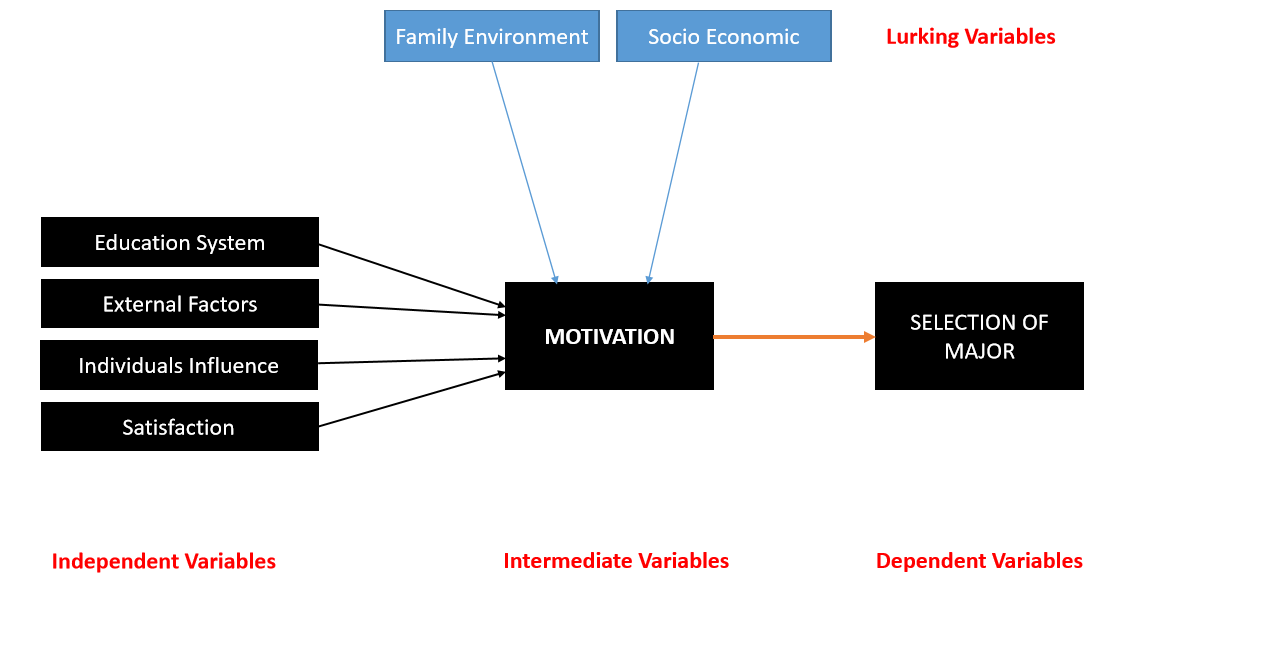 Family Environment
Socio Economic
Lurking Variables
Education System
External Factors
Individuals Influence
Satisfaction
MOTIVATION
SELECTION OF
MAJOR
Independent Variables
Intermediate Variables
Dependent Variables